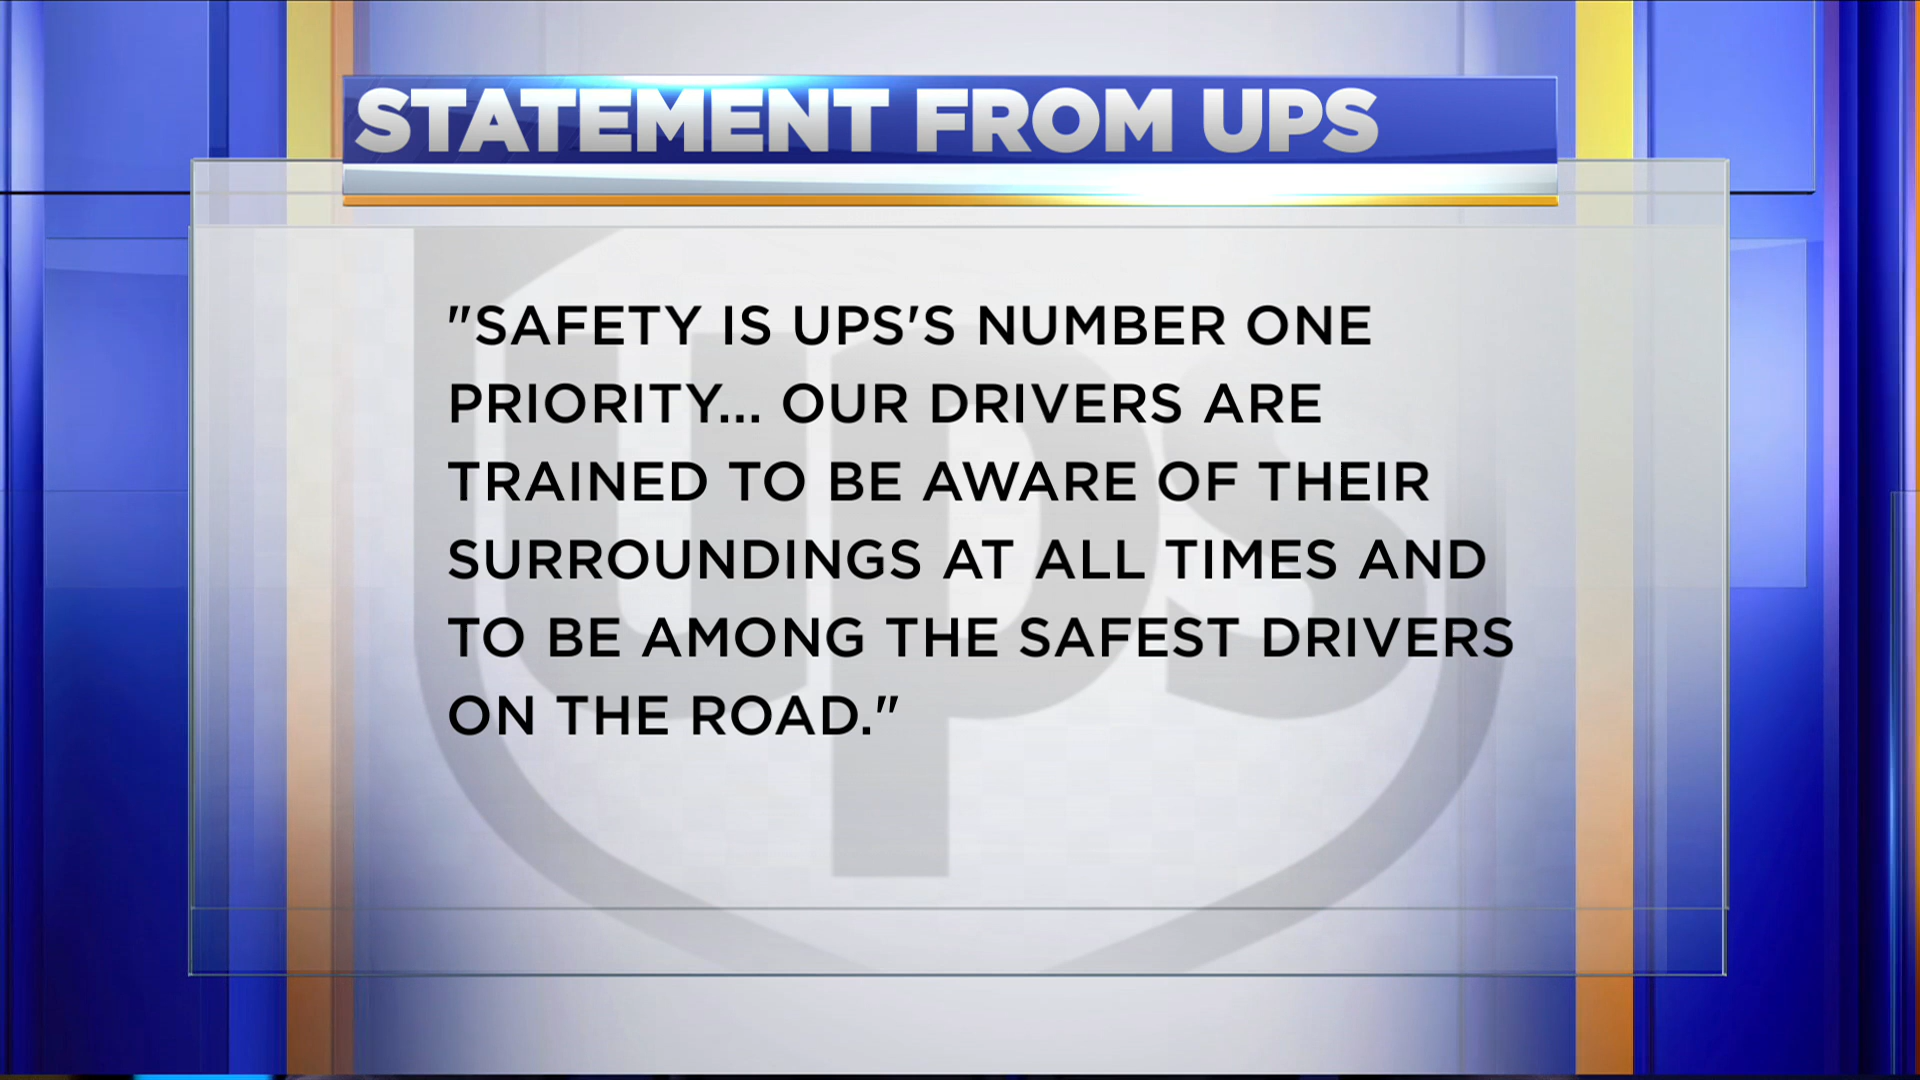 STATEMENT FROM UPS
"SAFETY IS UPS'S NUMBER ONE
PRIORITY... OUR DRIVERS ARE
TRAINED TO BE AWARE OF THEIR
SURROUNDINGS AT ALL TIMES AND
TO BE AMONG THE SAFEST DRIVERS
ON THE ROAD."
ups